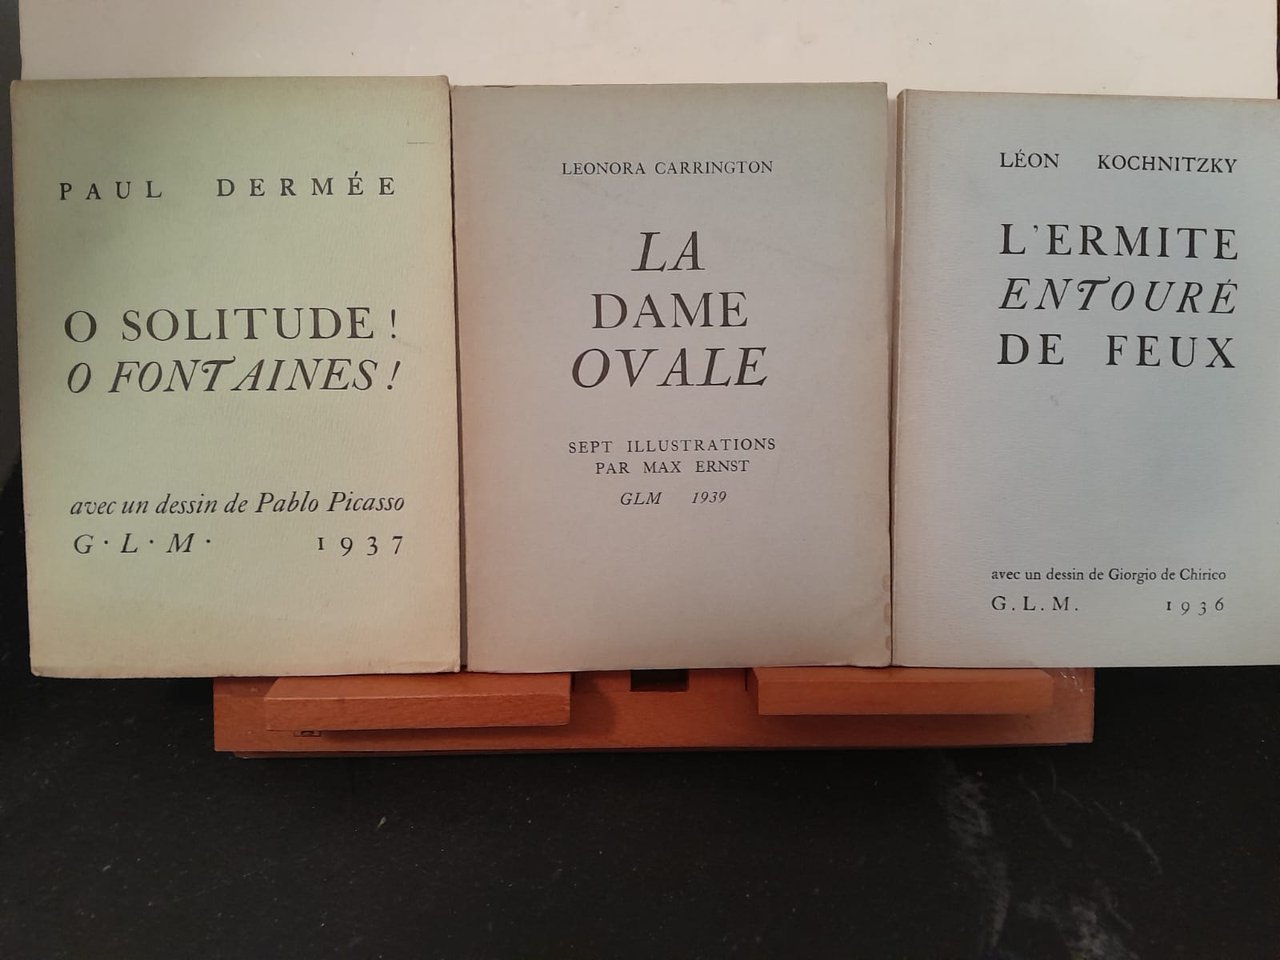 PAUL DERMÉE
O SOLITUDE !
O FONTAINES !
avec un dessin de Pablo Picasso
G · L · M · 1937
LEONORA CARRINGTON
LA
DAME
OVALE
SEPT ILLUSTRATIONS
PAR MAX ERNST
GLM 1939
LÉON KOCHNITZKY
L'ERMITE
ENTOURÉ
DE FEUX
avec un dessin de Giorgio de Chirico
G. L. M. 1936